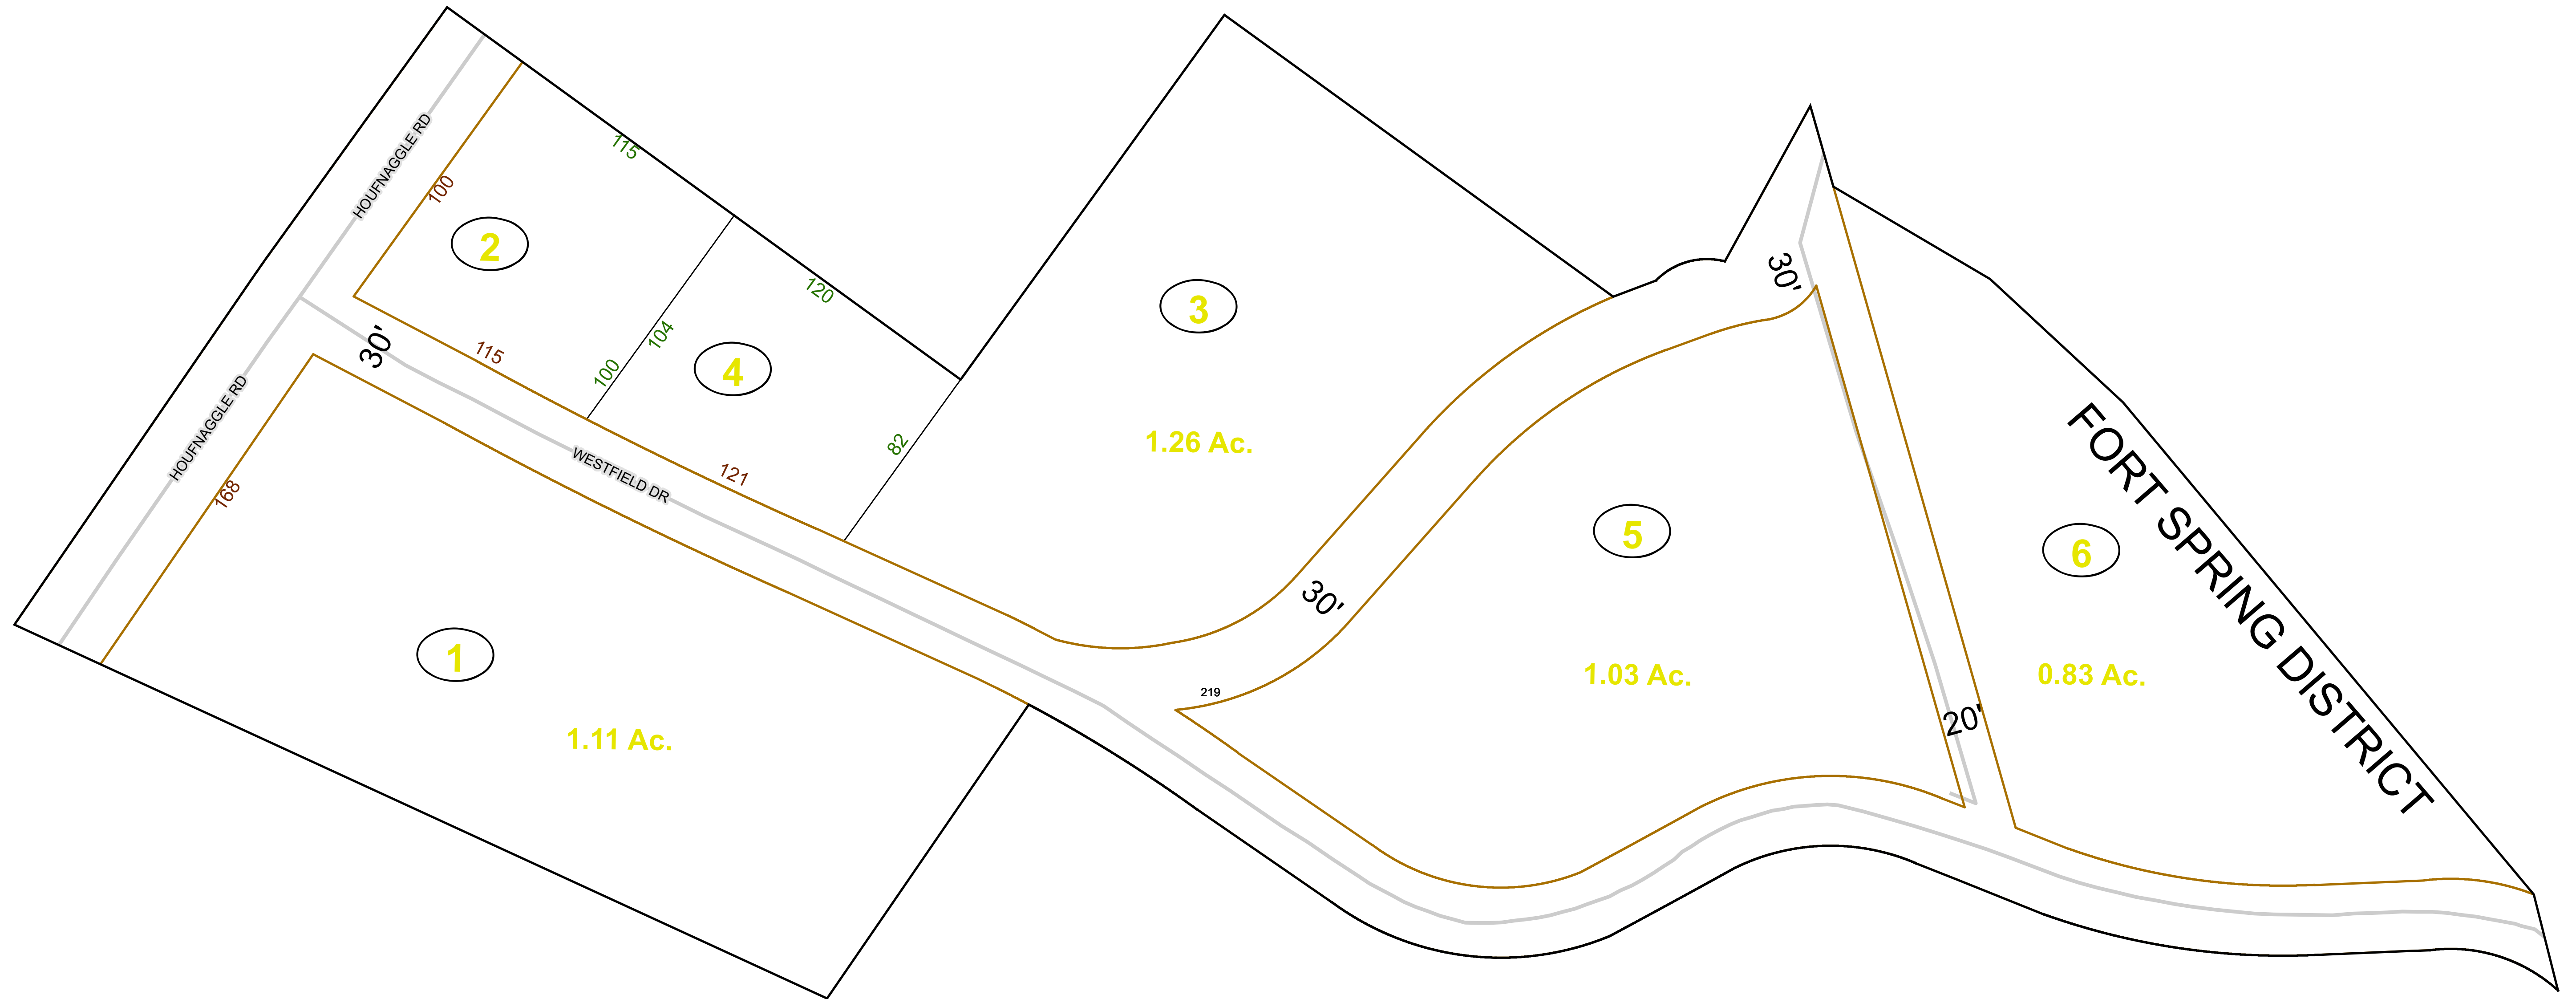 HOUFNAGGLE RD
115
100
2
120
30'
3
104
30'
115
100
4
HOUFNAGGLE RD
82
1.26 Ac.
WESTFIELD DR
121
168
5
6
FORT SPRING DISTRICT
30'
1
1.03 Ac.
0.83 Ac.
219
20'
1.11 Ac.